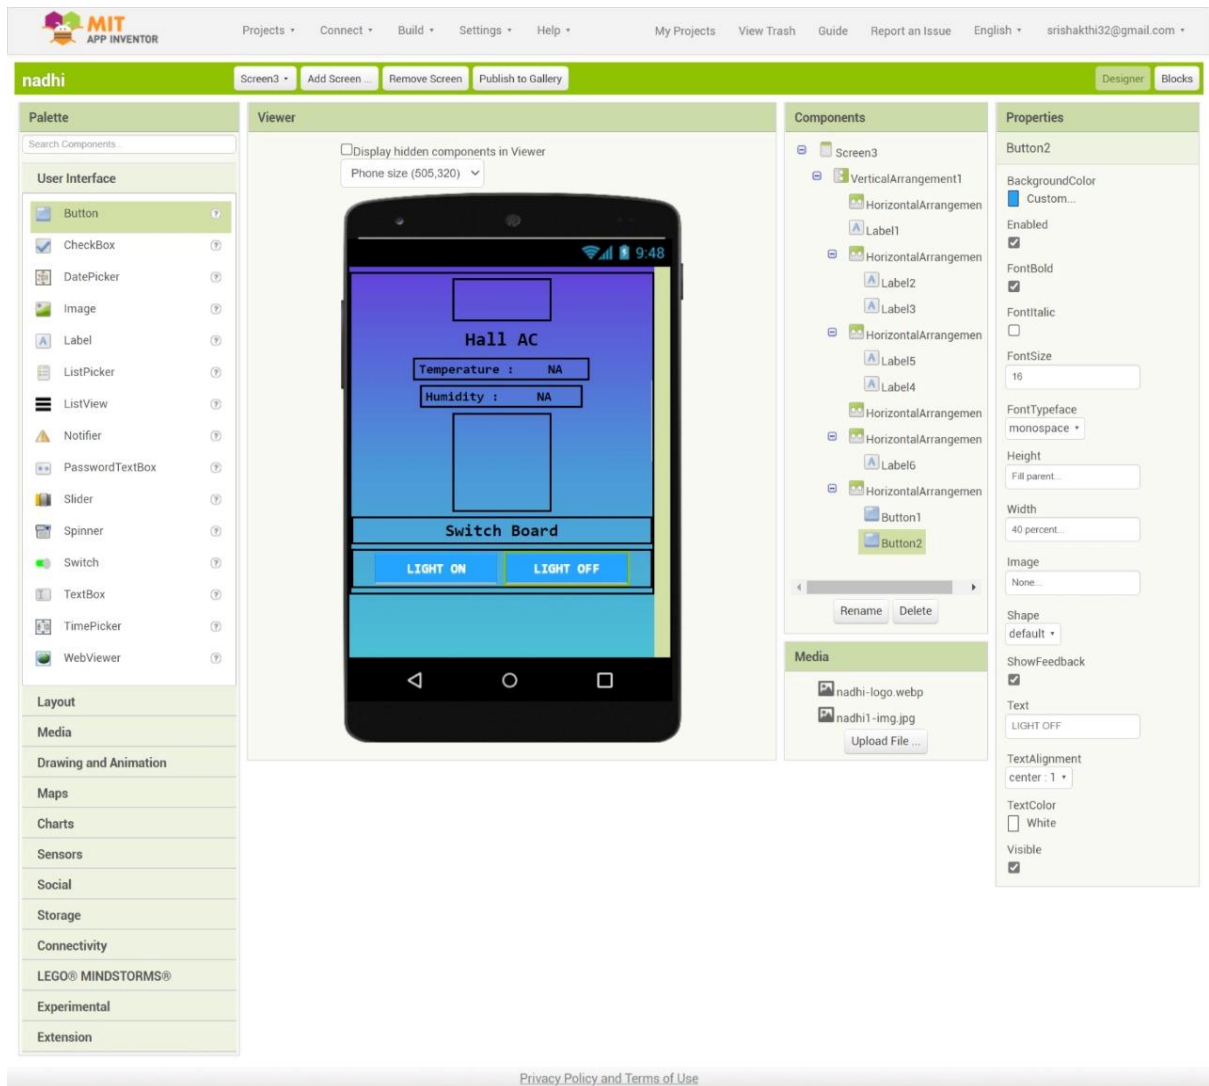 MIT
APP INVENTOR
Projects Connect Build Settings Help My Projects View Trash Guide Report an Issue English srishakthi32@gmail.com
nadhi
Screen3 Add Screen ... Remove Screen Publish to Gallery Designer Blocks
Palette
Search Components...
User Interface
Button
CheckBox
DatePicker
Image
Label
ListPicker
ListView
Notifier
PasswordTextBox
Slider
Spinner
Switch
TextBox
TimePicker
WebViewer
Layout
Media
Drawing and Animation
Maps
Charts
Sensors
Social
Storage
Connectivity
LEGO® MINDSTORMS®
Experimental
Extension
Viewer
Display hidden components in Viewer
Phone size (505,320)
9:48
Hall AC
Temperature : NA
Humidity : NA
Switch Board
LIGHT ON LIGHT OFF
Components
Screen3
VerticalArrangement1
HorizontalArrangemen
Label1
HorizontalArrangemen
Label2
Label3
HorizontalArrangemen
Label5
Label4
HorizontalArrangemen
HorizontalArrangemen
Label6
HorizontalArrangemen
Button1
Button2
Rename Delete
Media
nadhi-logo.webp
nadhi1-img.jpg
Upload File ...
Properties
Button2
BackgroundColor
Custom...
Enabled
FontBold
FontItalic
FontSize
16
FontTypeface
monospace
Height
Fill parent...
Width
40 percent...
Image
None...
Shape
default
ShowFeedback
Text
LIGHT OFF
TextAlignment
center : 1
TextColor
White
Visible
Privacy Policy and Terms of Use